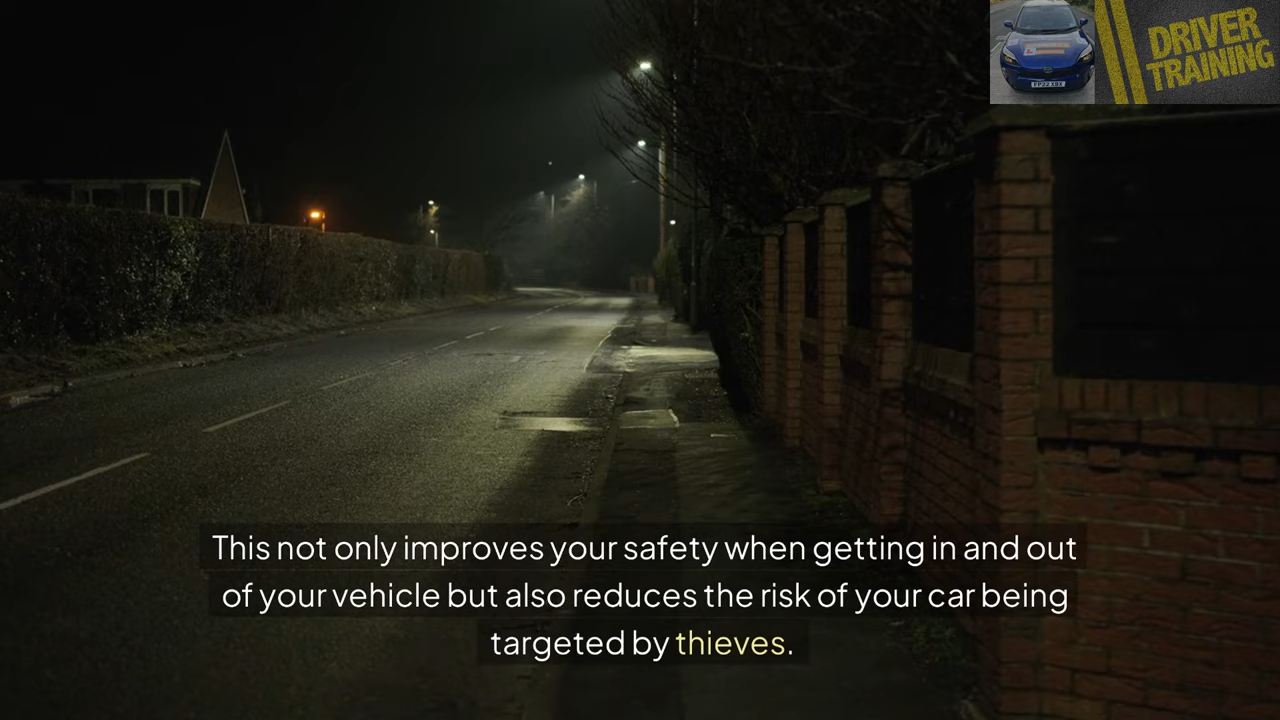 DRIVER
TRAINING
This not only improves your safety when getting in and out
of your vehicle but also reduces the risk of your car being
targeted by thieves.